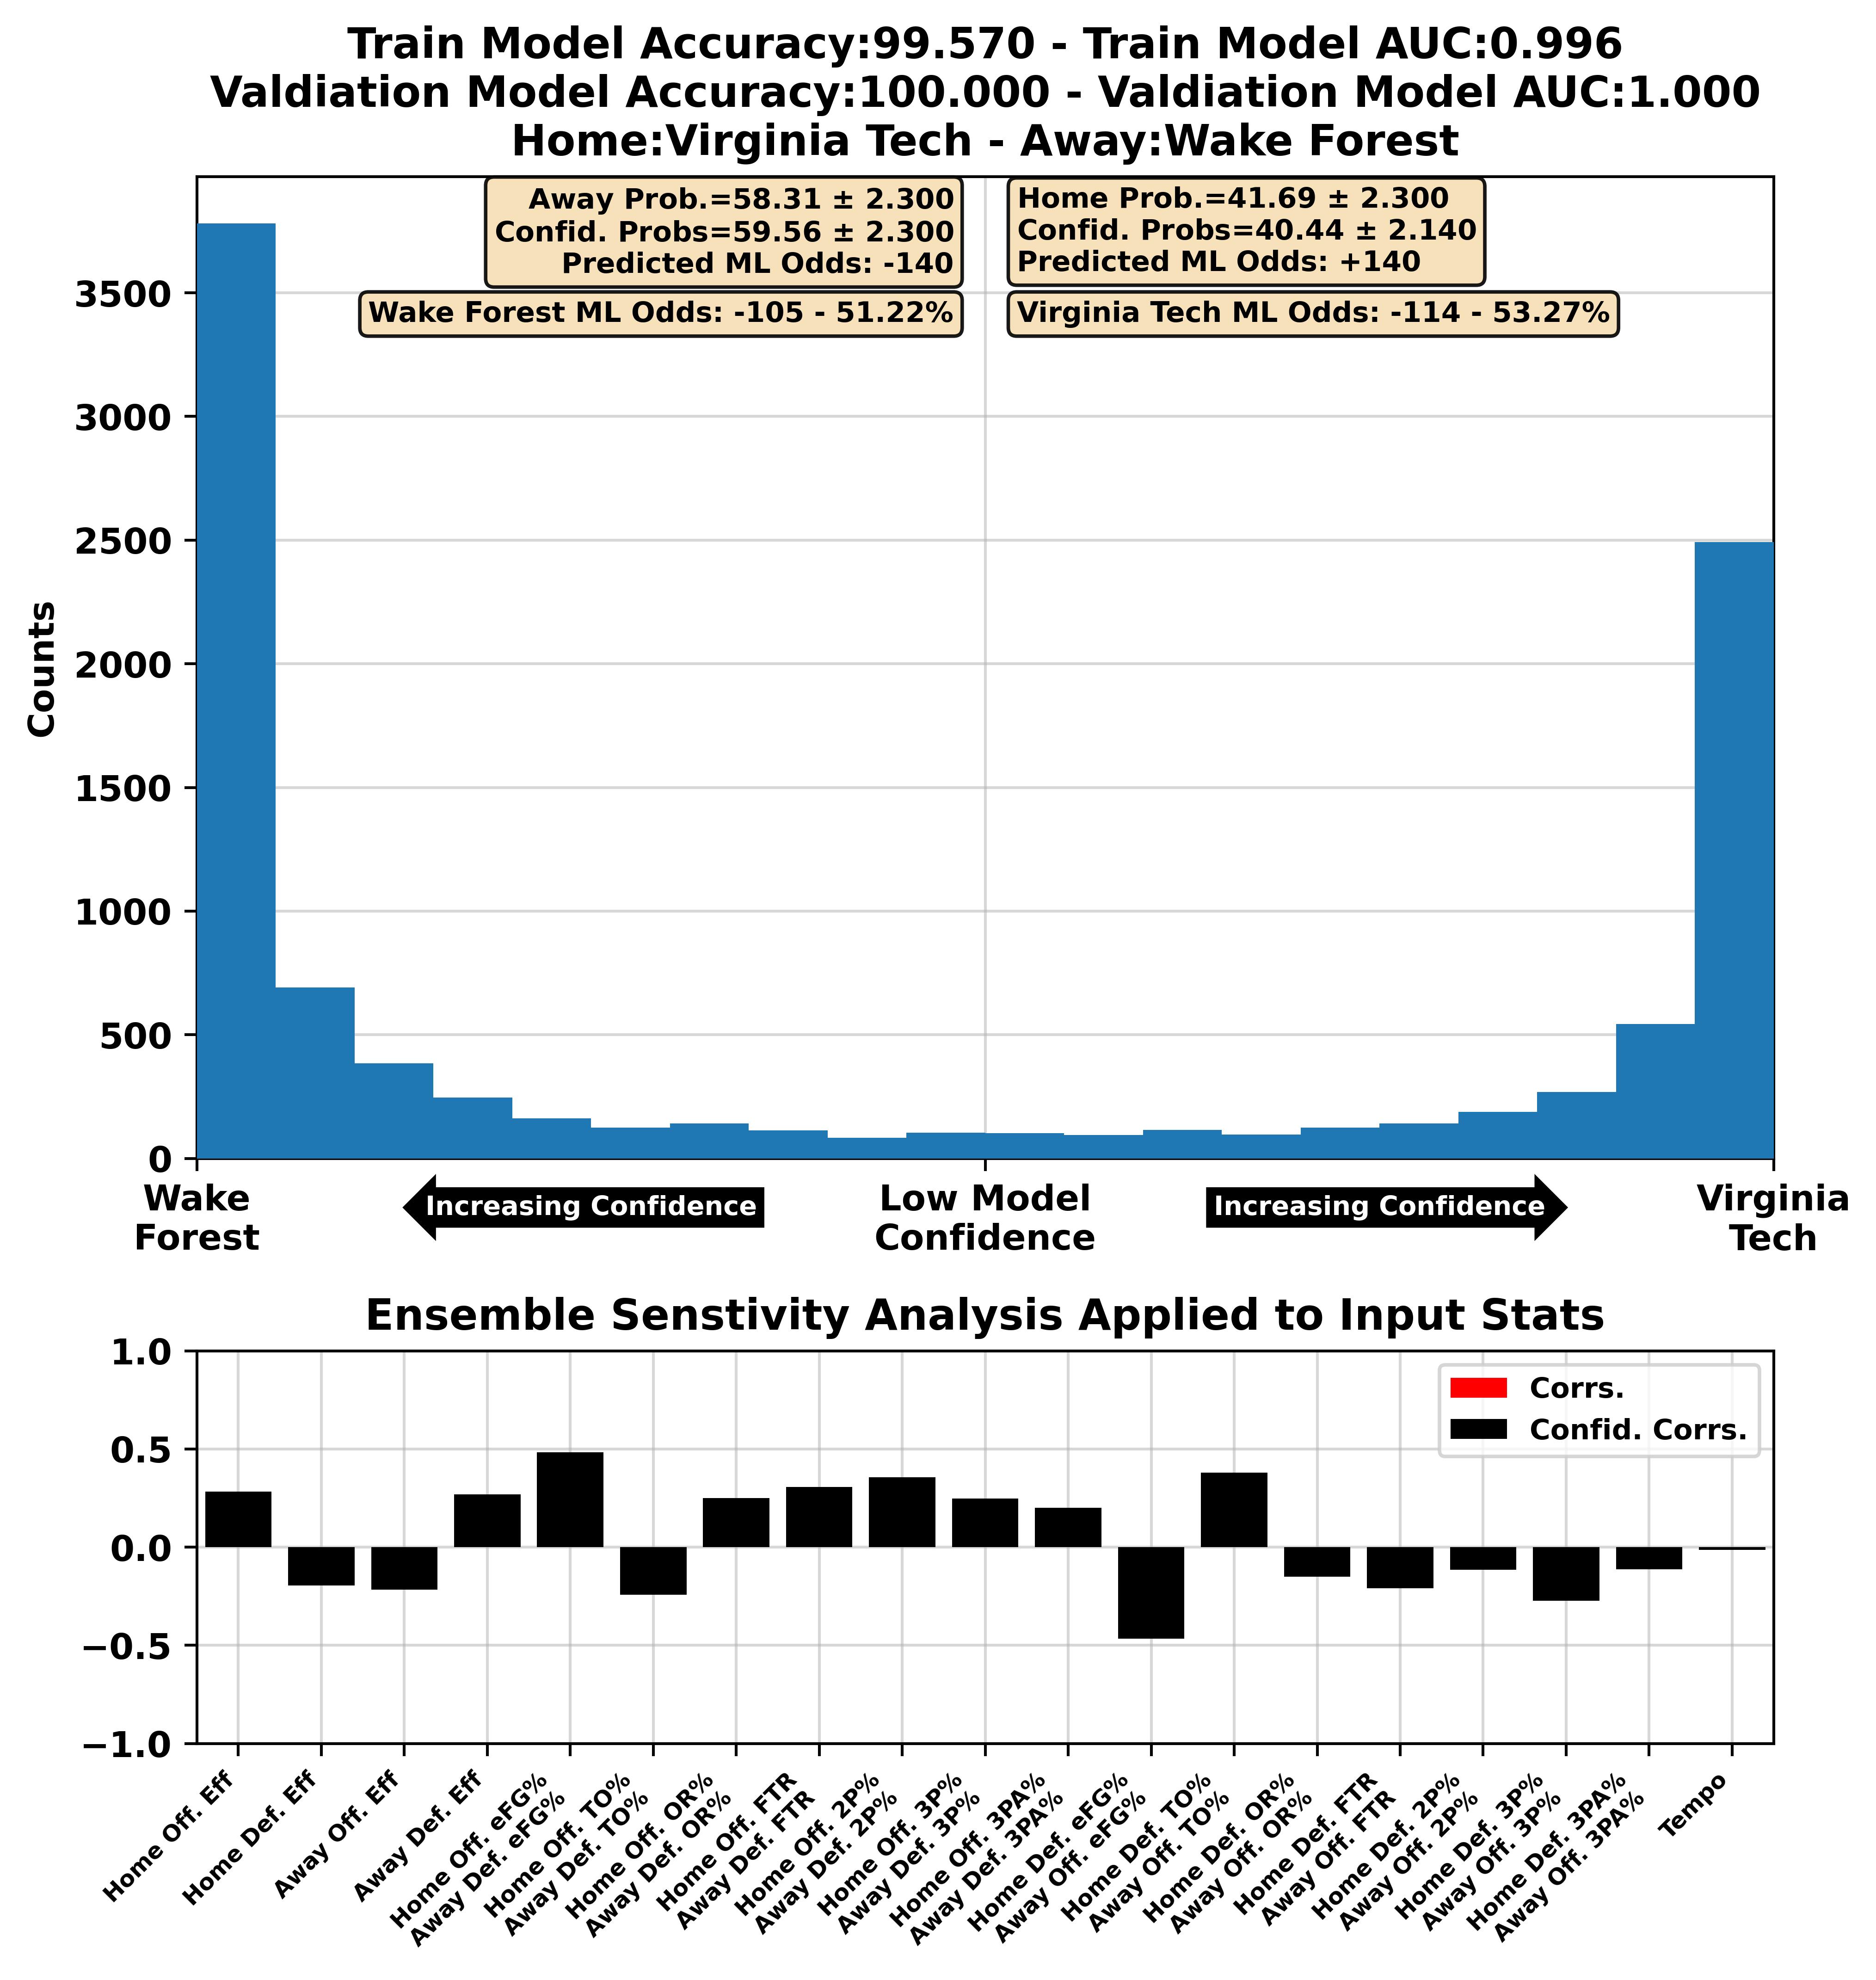 Train Model Accuracy:99.570 - Train Model AUC:0.996
Valdiation Model Accuracy:100.000 - Valdiation Model AUC:1.000
Home:Virginia Tech - Away:Wake Forest
Away Prob.=58.31 ± 2.300
Confid. Probs=59.56 ± 2.300
Predicted ML Odds: -140
Home Prob.=41.69 ± 2.300
Confid. Probs=40.44 ± 2.140
Predicted ML Odds: +140
Wake Forest ML Odds: -105 - 51.22%
Virginia Tech ML Odds: -114 - 53.27%
Counts
3500
3000
2500
2000
1500
1000
500
0
Wake
Forest
Increasing Confidence
Low Model
Confidence
Increasing Confidence
Virginia
Tech
Ensemble Senstivity Analysis Applied to Input Stats
1.0
0.5
0.0
−0.5
−1.0
Corrs.
Confid. Corrs.
Home Off. Eff
Home Def. Eff
Away Off. Eff
Away Def. Eff
Home Off. eFG%
Away Def. eFG%
Home Off. TO%
Away Def. TO%
Home Off. OR%
Away Def. OR%
Home Off. FTR
Away Def. FTR
Home Off. 2P%
Away Def. 2P%
Home Off. 3P%
Away Def. 3P%
Home Off. 3PA%
Away Def. 3PA%
Home Def. eFG%
Away Off. eFG%
Home Def. TO%
Away Off. TO%
Home Def. OR%
Away Off. OR%
Home Def. FTR
Away Off. FTR
Home Def. 2P%
Away Off. 2P%
Home Def. 3P%
Away Off. 3P%
Home Def. 3PA%
Away Off. 3PA%
Tempo